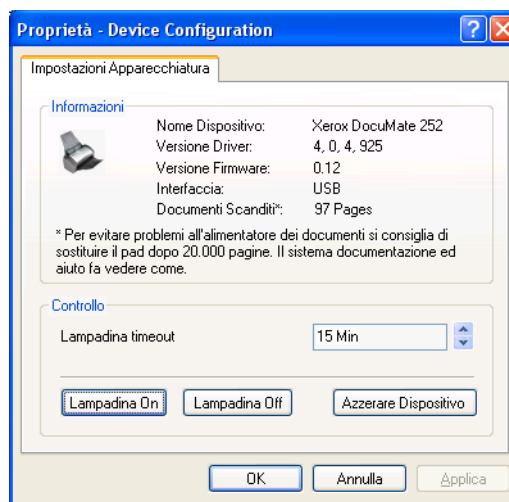 Proprietà - Device Configuration
Impostazioni Apparecchiatura
Informazioni
Nome Dispositivo: Xerox DocuMate 252
Versione Driver: 4, 0, 4, 925
Versione Firmware: 0.12
Interfaccia: USB
Documenti Scanditi*: 97 Pages
* Per evitare problemi all'alimentatore dei documenti si consiglia di
sostituire il pad dopo 20.000 pagine. Il sistema documentazione ed
aiuto fa vedere come.
Controllo
Lampadina timeout 15 Min
Lampadina On Lampadina Off Azzerare Dispositivo
OK Annulla Applica